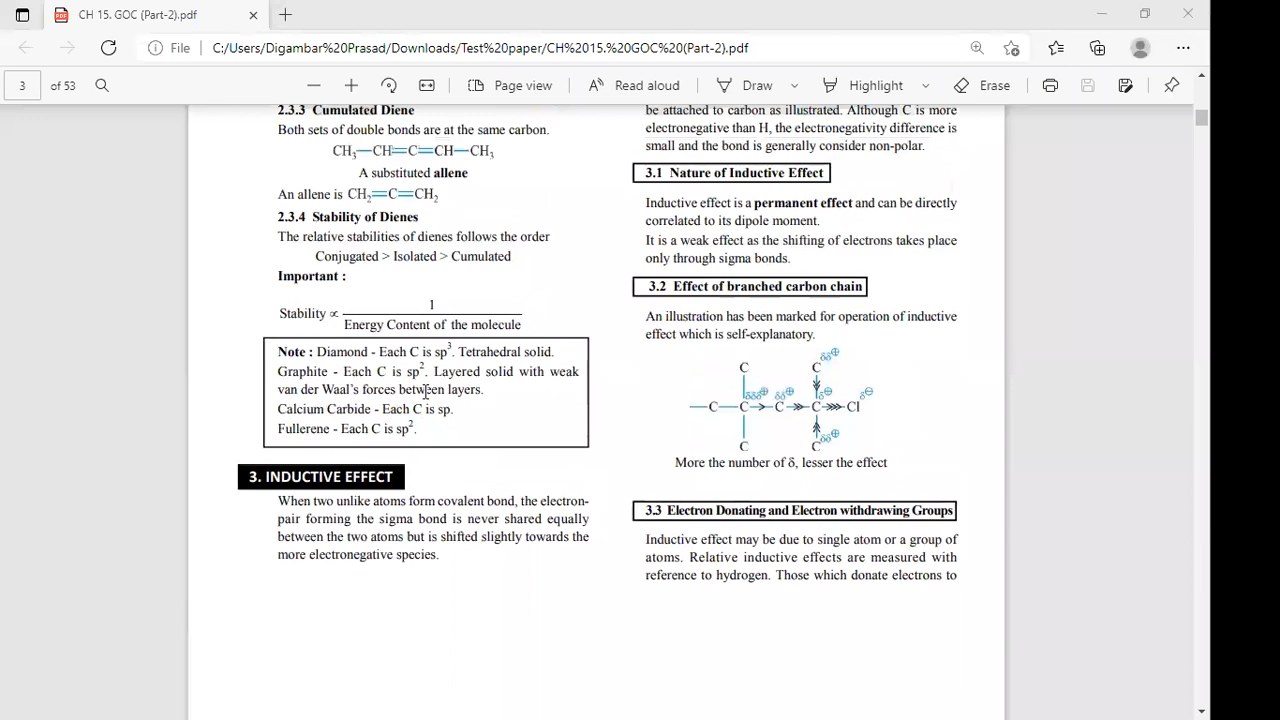 CH 15. GOC (Part-2).pdf
File C:/Users/Digambar%20Prasad/Downloads/Test%20paper/CH%2015.%20GOC%20(Part-2).pdf
3 of 53 Page view Read aloud Draw Highlight Erase
2.3.3 Cumulated Diene
Both sets of double bonds are at the same carbon.
CH₃—CH=C=CH—CH₃
A substituted allene
An allene is CH₂=C=CH₂
2.3.4 Stability of Dienes
The relative stabilities of dienes follows the order
Conjugated > Isolated > Cumulated
Important :
Stability ∝ 1
Energy Content of the molecule
Note : Diamond - Each C is sp³. Tetrahedral solid.
Graphite - Each C is sp². Layered solid with weak
van der Waal's forces between layers.
Calcium Carbide - Each C is sp.
Fullerene - Each C is sp².
3. INDUCTIVE EFFECT
When two unlike atoms form covalent bond, the electron-
pair forming the sigma bond is never shared equally
between the two atoms but is shifted slightly towards the
more electronegative species.
be attached to carbon as illustrated. Although C is more
electronegative than H, the electronegativity difference is
small and the bond is generally consider non-polar.
3.1 Nature of Inductive Effect
Inductive effect is a permanent effect and can be directly
correlated to its dipole moment.
It is a weak effect as the shifting of electrons takes place
only through sigma bonds.
3.2 Effect of branched carbon chain
An illustration has been marked for operation of inductive
effect which is self-explanatory.
δδ⊕
C C
δδδ⊕ δδ⊕ δ⊕ δ⊖
—C—C—C—C—Cl
δδ⊕
C C
More the number of δ, lesser the effect
3.3 Electron Donating and Electron withdrawing Groups
Inductive effect may be due to single atom or a group of
atoms. Relative inductive effects are measured with
reference to hydrogen. Those which donate electrons to